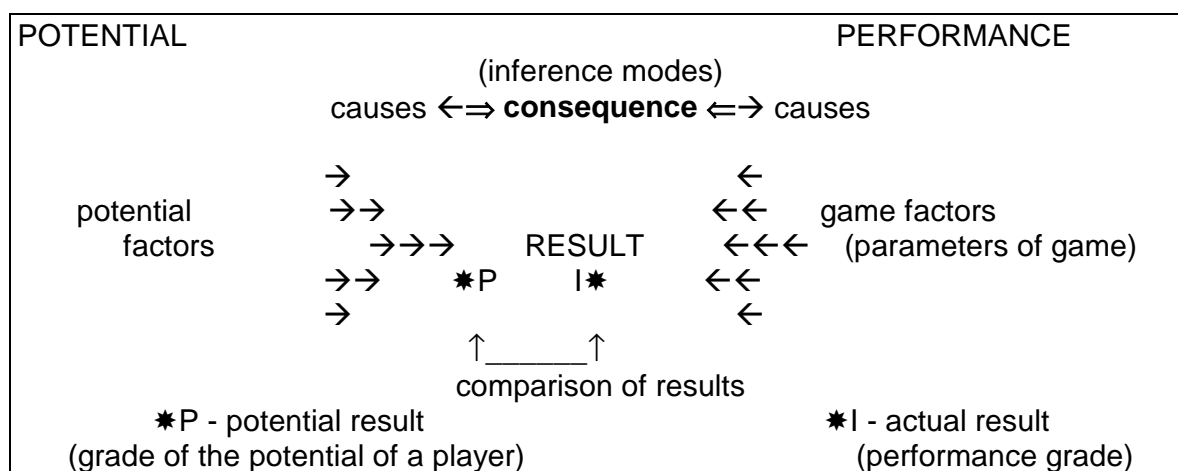 POTENTIAL PERFORMANCE
(inference modes)
causes ←⇒ consequence ⇐→ causes
→ ←
potential →→ ←← game factors
factors →→→ RESULT ←←← (parameters of game)
→→ ✷P I✷ ←←
→ ←
↑______↑
comparison of results
✷P - potential result ✷I - actual result
(grade of the potential of a player) (performance grade)